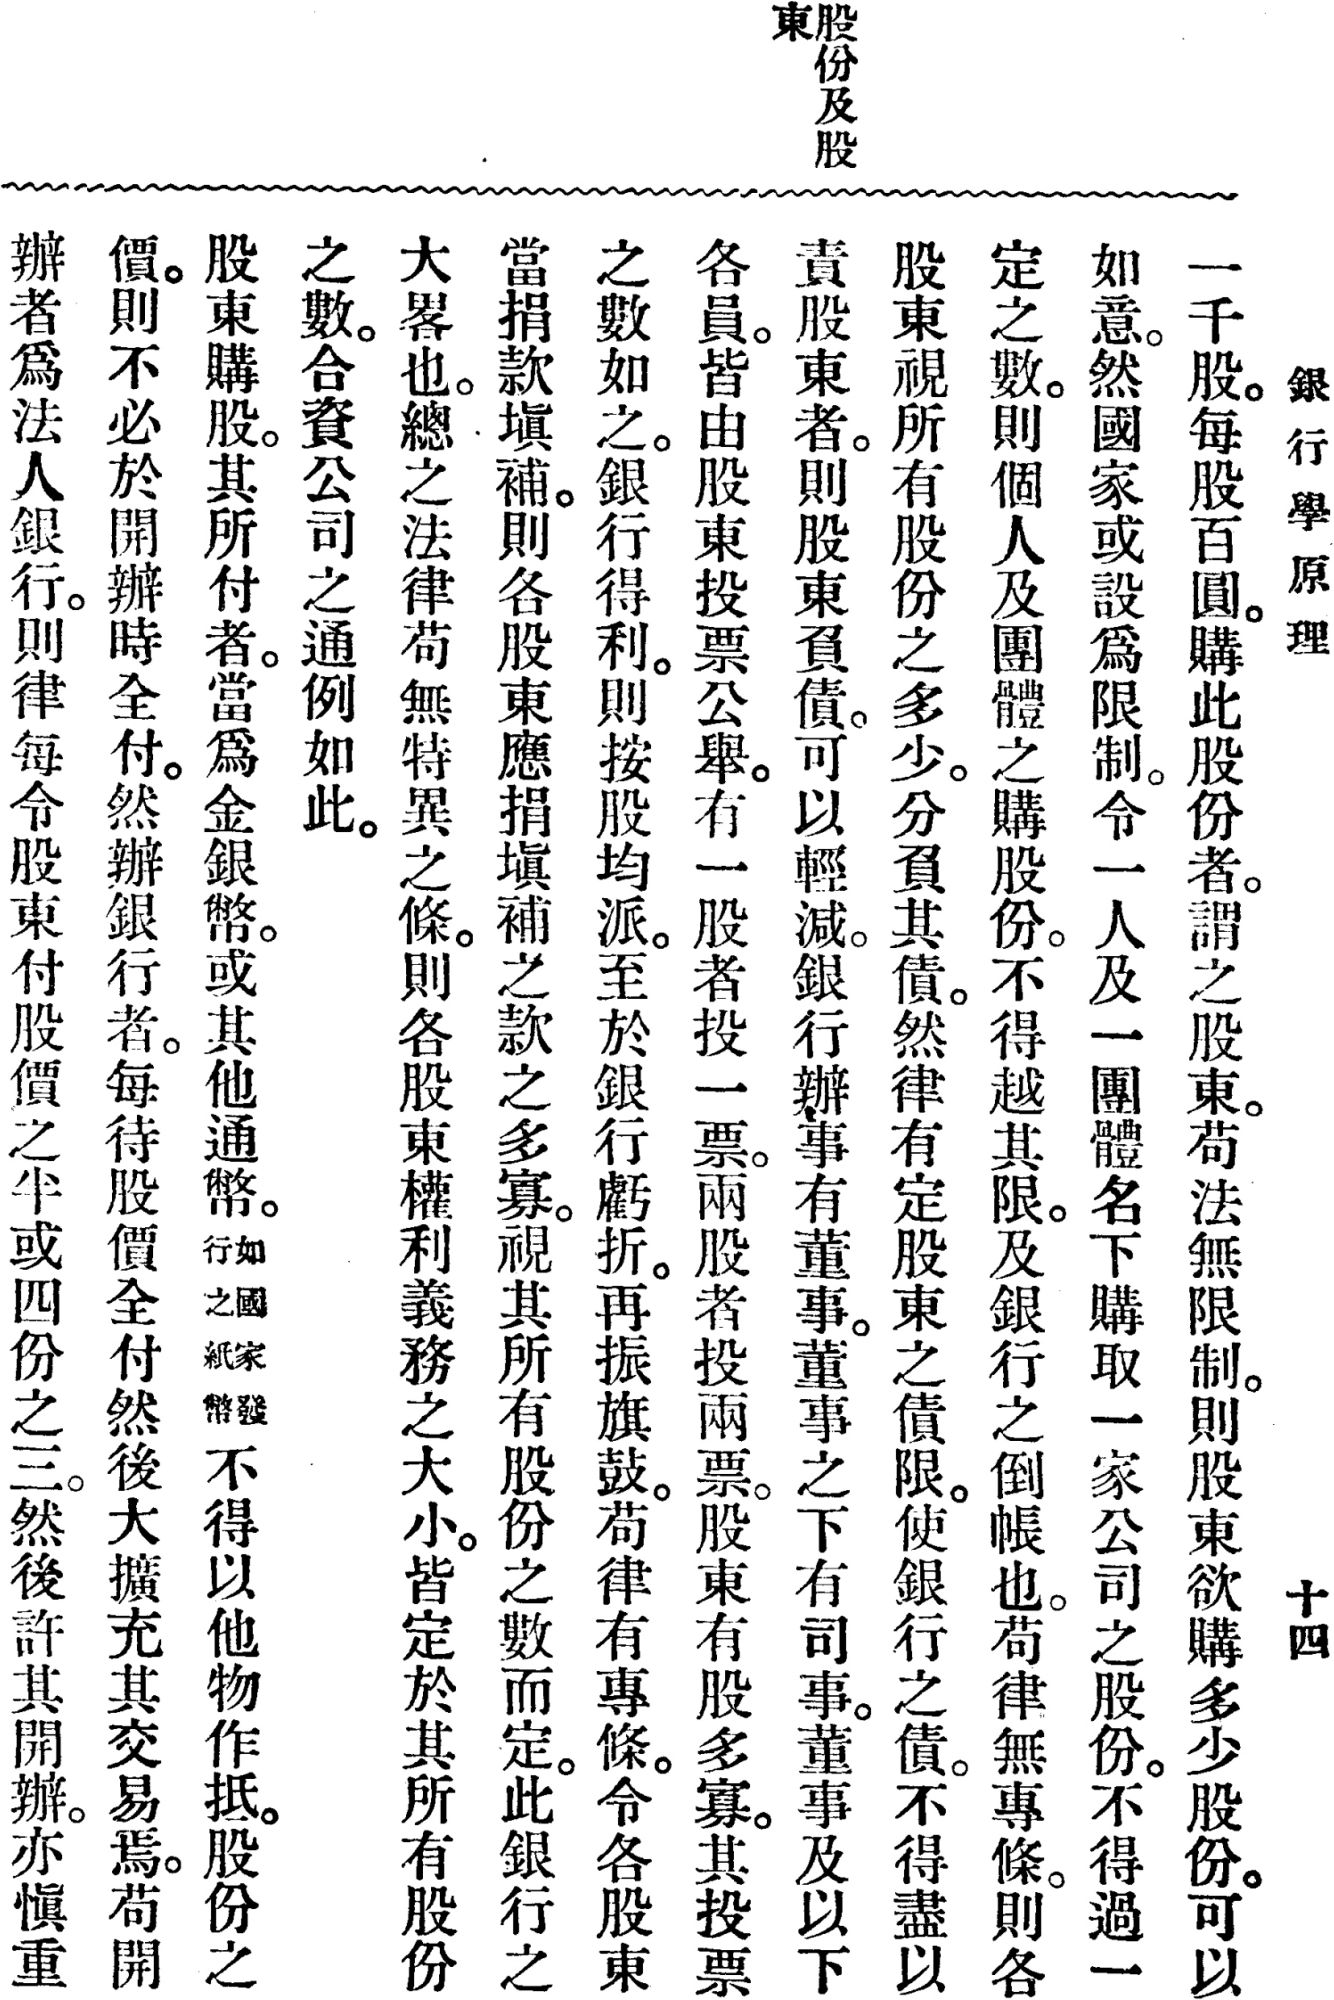 銀行學原理
十四
股份及股
東
一千股。每股百圓。購此股份者。謂之股東。苟法無限制。則股東欲購多少股份。可以
如意。然國家或設爲限制。令一人及一團體名下購取一家公司之股份。不得過一
定之數。則個人及團體之購股份。不得越其限。及銀行之倒帳也。苟律無專條。則各
股東視所有股份之多少。分負其債。然律有定股東之債限。使銀行之債。不得盡以
責股東者。則股東負債。可以輕減。銀行辦事有董事。董事之下有司事。董事及以下
各員。皆由股東投票公舉。有一股者投一票。兩股者投兩票。股東有股多寡。其投票
之數如之。銀行得利。則按股均派。至於銀行虧折。再振旗鼓。苟律有專條。令各股東
當捐款塡補。則各股東應捐塡補之款之多寡。視其所有股份之數而定。此銀行之
大畧也。總之法律苟無特異之條。則各股東權利義務之大小。皆定於其所有股份
之數。合資公司之通例如此。
股東購股。其所付者。當爲金銀幣。或其他通幣。如國家發行之紙幣不得以他物作抵。股份之
價。則不必於開辦時全付。然辦銀行者。每待股價全付然後大擴充其交易焉。苟開
辦者爲法人銀行。則律每令股東付股價之半或四份之三。然後許其開辦。亦愼重